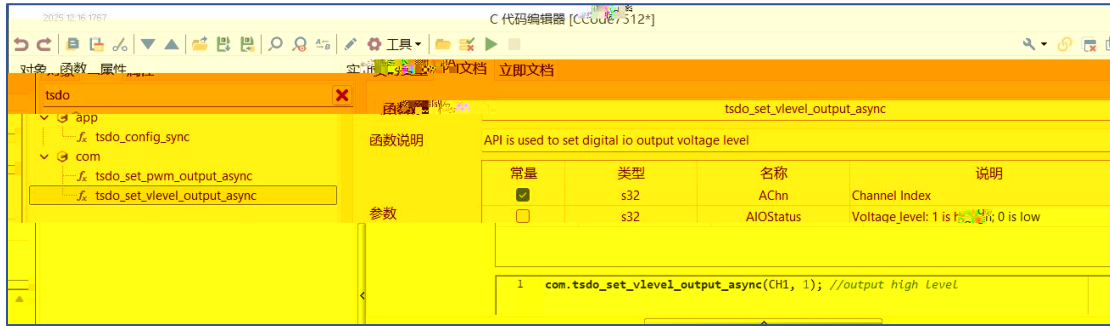 2025 12 16:1767
C 代码编辑器 [CCode7512*]
工具
对象 函数 属性
文档 立即文档
tsdo
tsdo_set_vlevel_output_async
app
tsdo_config_sync
函数说明
API is used to set digital io output voltage level
com
tsdo_set_pwm_output_async
tsdo_set_vlevel_output_async
参数
常量 类型 名称 说明
s32 AChn Channel Index
s32 AIOStatus Voltage level: 1 is 0 is low
1 com.tsdo_set_vlevel_output_async(CH1, 1); //output high level